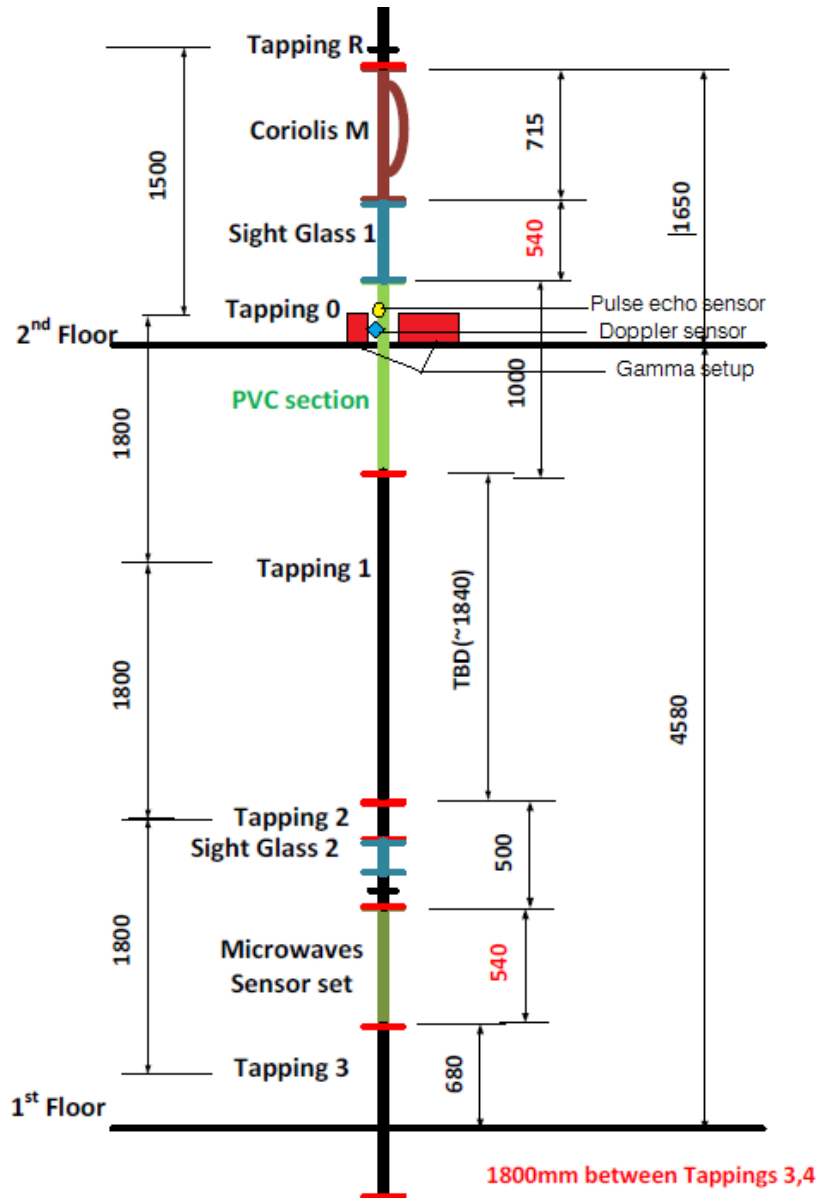 Tapping R
Coriolis M
715
1500
1650
Sight Glass 1
540
Pulse echo sensor
Tapping 0
2nd Floor
Doppler sensor
Gamma setup
1000
PVC section
1800
Tapping 1
TBD(~1840)
1800
4580
Tapping 2
Sight Glass 2
500
1800
Microwaves
Sensor set
540
Tapping 3
680
1st Floor
1800mm between Tappings 3,4